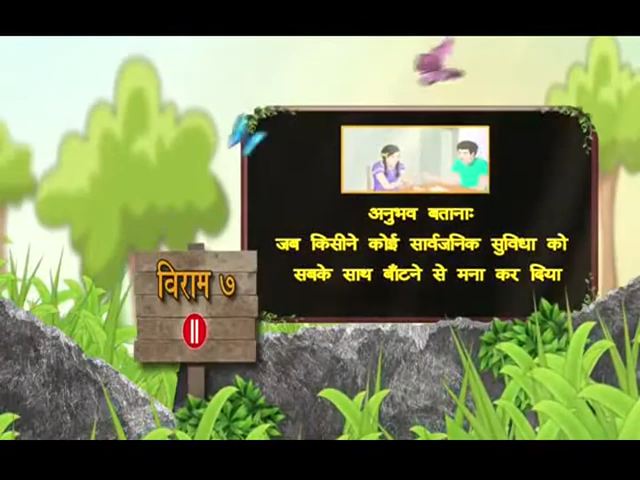 अनुभव बताना:
जब किसीने कोई सार्वजनिक सुविधा को
सबके साथ बाँटने से मना कर दिया
विराम ७